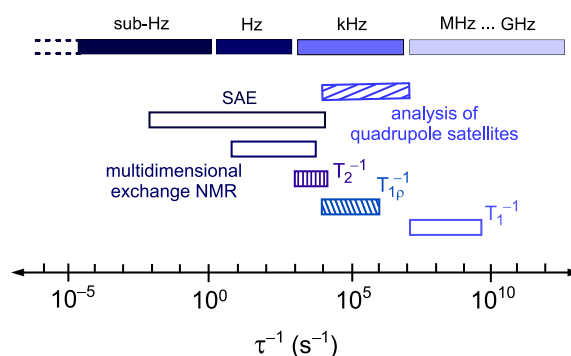 sub-Hz Hz kHz MHz ... GHz
SAE
analysis of
quadrupole satellites
multidimensional
exchange NMR
T₂⁻¹
T₁ρ⁻¹
T₁⁻¹
10⁻⁵ 10⁰ 10⁵ 10¹⁰
τ⁻¹ (s⁻¹)